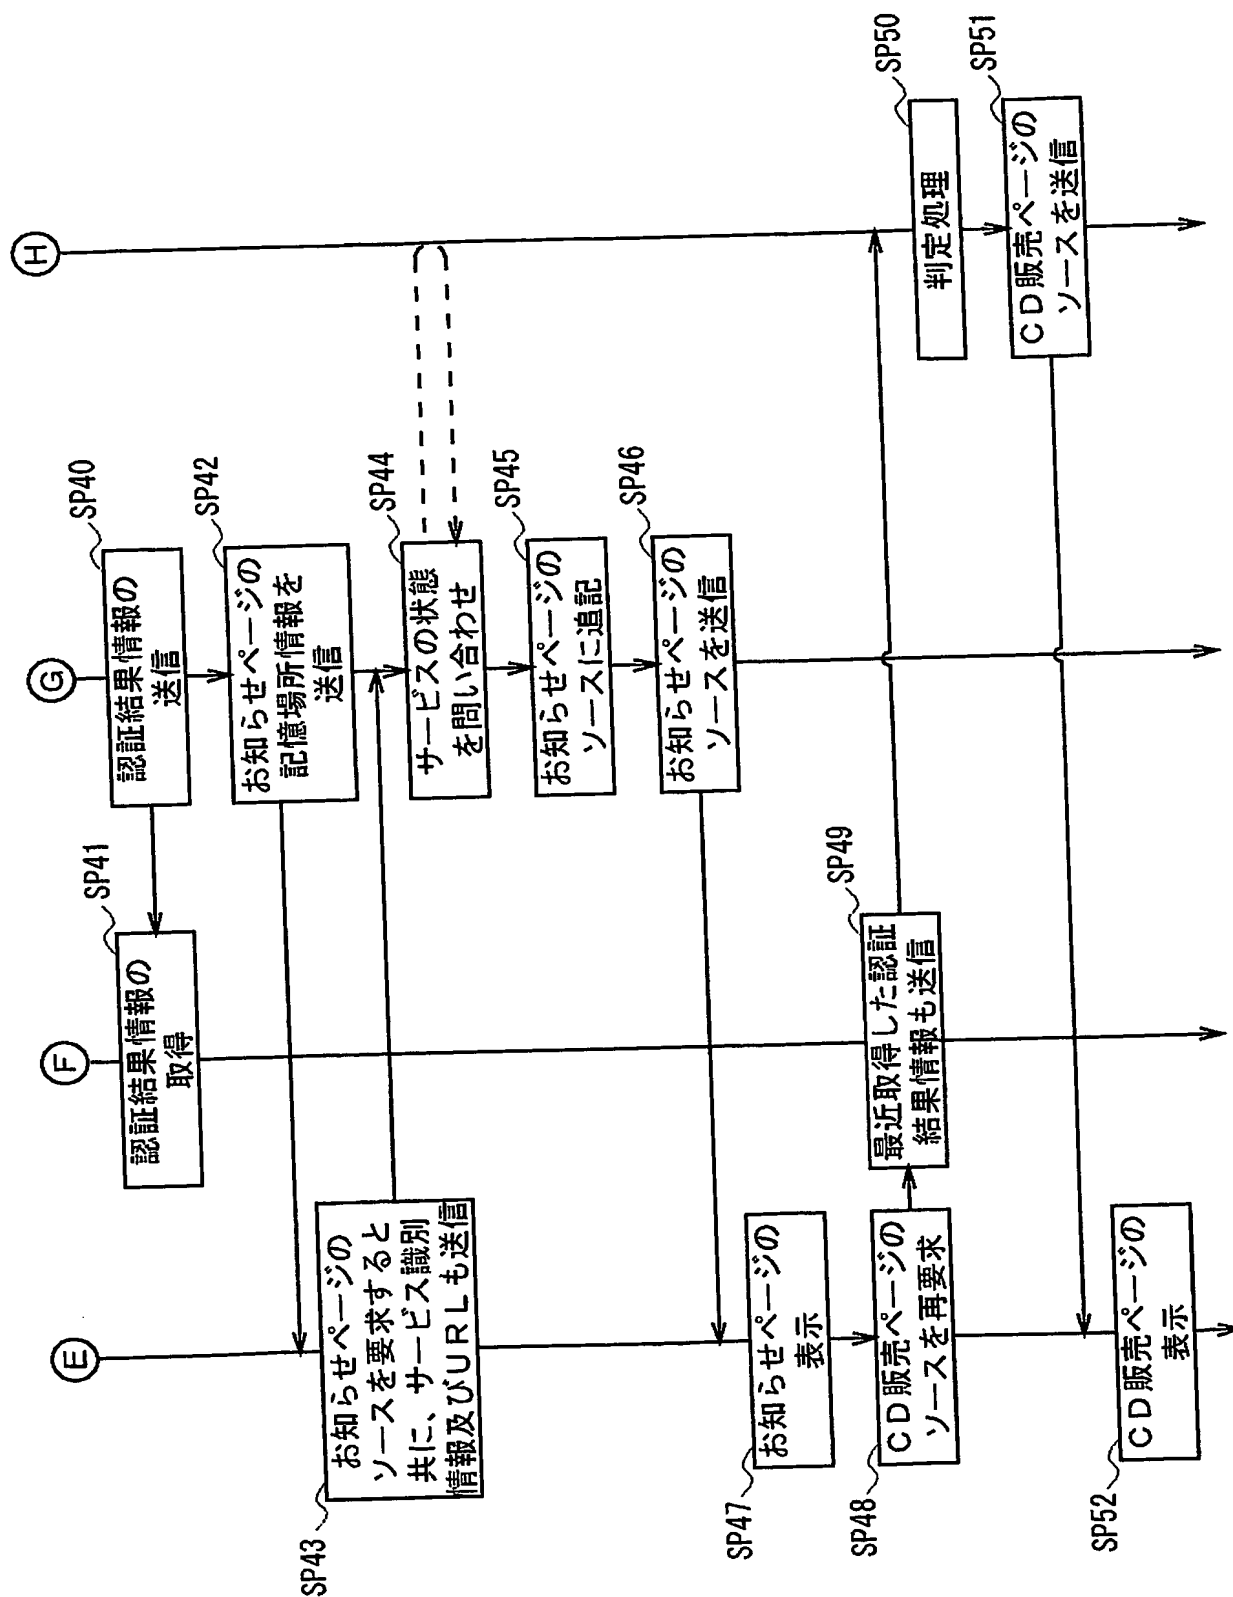 E
F
G
H
SP40
認証結果情報の
送信
SP41
認証結果情報の
取得
SP42
お知らせページの
記憶場所情報を
送信
SP43
お知らせページの
ソースを要求すると
共に、サービス識別
情報及びURLも送信
SP44
サービスの状態
を問い合わせ
SP45
お知らせページの
ソースに追記
SP46
お知らせページの
ソースを送信
SP47
お知らせページの
表示
SP48
CD販売ページの
ソースを再要求
SP49
最近取得した認証
結果情報も送信
SP50
判定処理
SP51
CD販売ページの
ソースを送信
SP52
CD販売ページの
表示